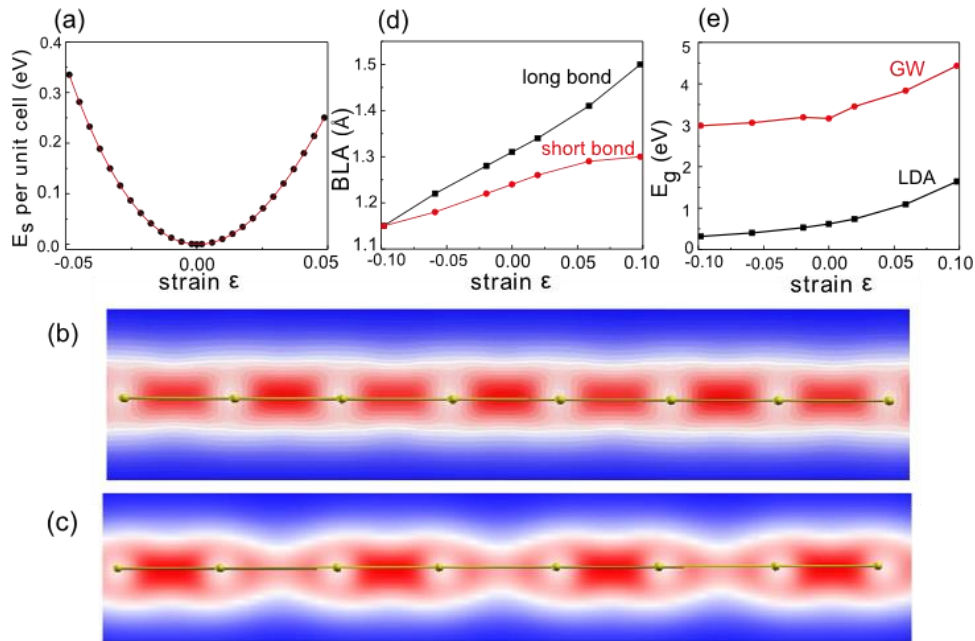 (a)
E_s per unit cell (eV)
0.4
0.3
0.2
0.1
0.0
-0.05
0.00
0.05
strain ε
(d)
BLA (Å)
1.5
1.4
1.3
1.2
1.1
long bond
short bond
-0.10
-0.05
0.00
0.05
0.10
strain ε
(e)
E_g (eV)
5
4
3
2
1
0
GW
LDA
-0.10
-0.05
0.00
0.05
0.10
strain ε
(b)
(c)